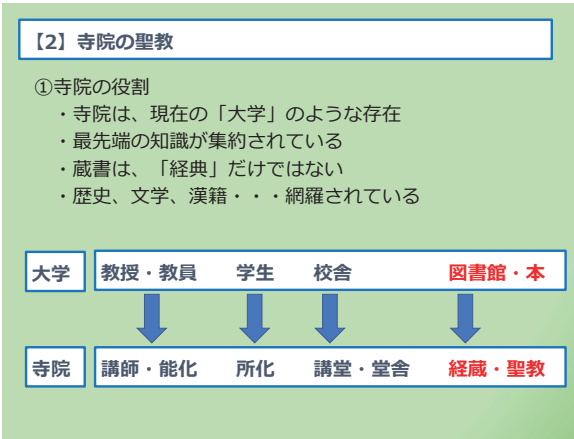 【2】寺院の聖教
①寺院の役割
・寺院は、現在の「大学」のような存在
・最先端の知識が集約されている
・蔵書は、「経典」だけではない
・歴史、文学、漢籍・・・網羅されている
大学 教授・教員 学生 校舎 図書館・本
寺院 講師・能化 所化 講堂・堂舎 経蔵・聖教